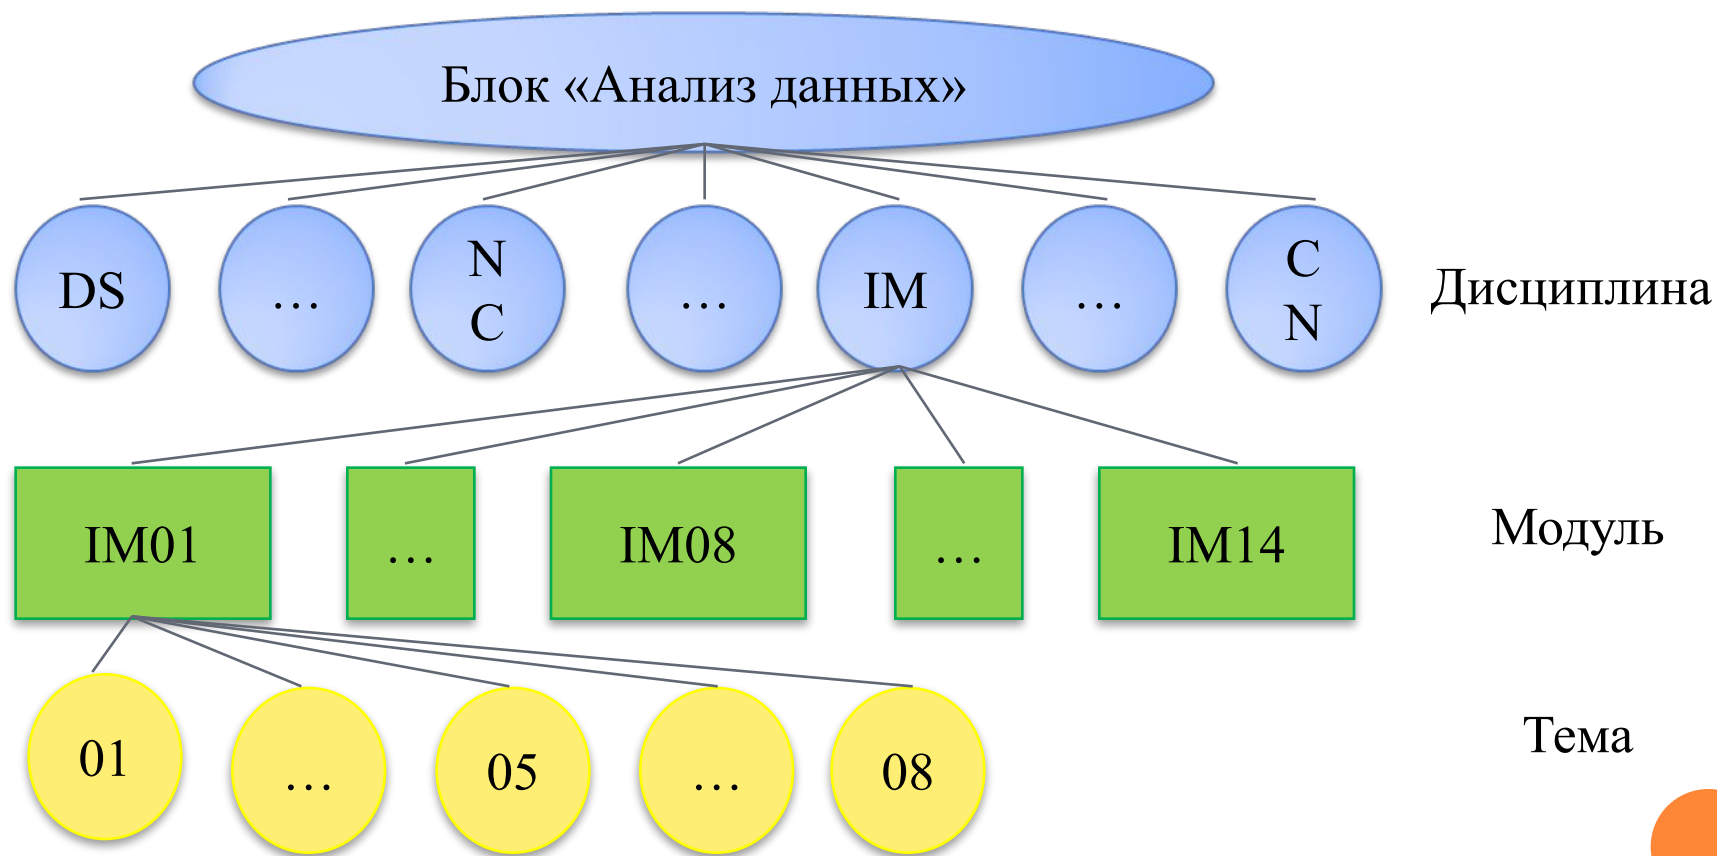 Блок «Анализ данных»
DS
…
N
C
…
IM
…
C
N
Дисциплина
IM01
…
IM08
…
IM14
Модуль
01
…
05
…
08
Тема